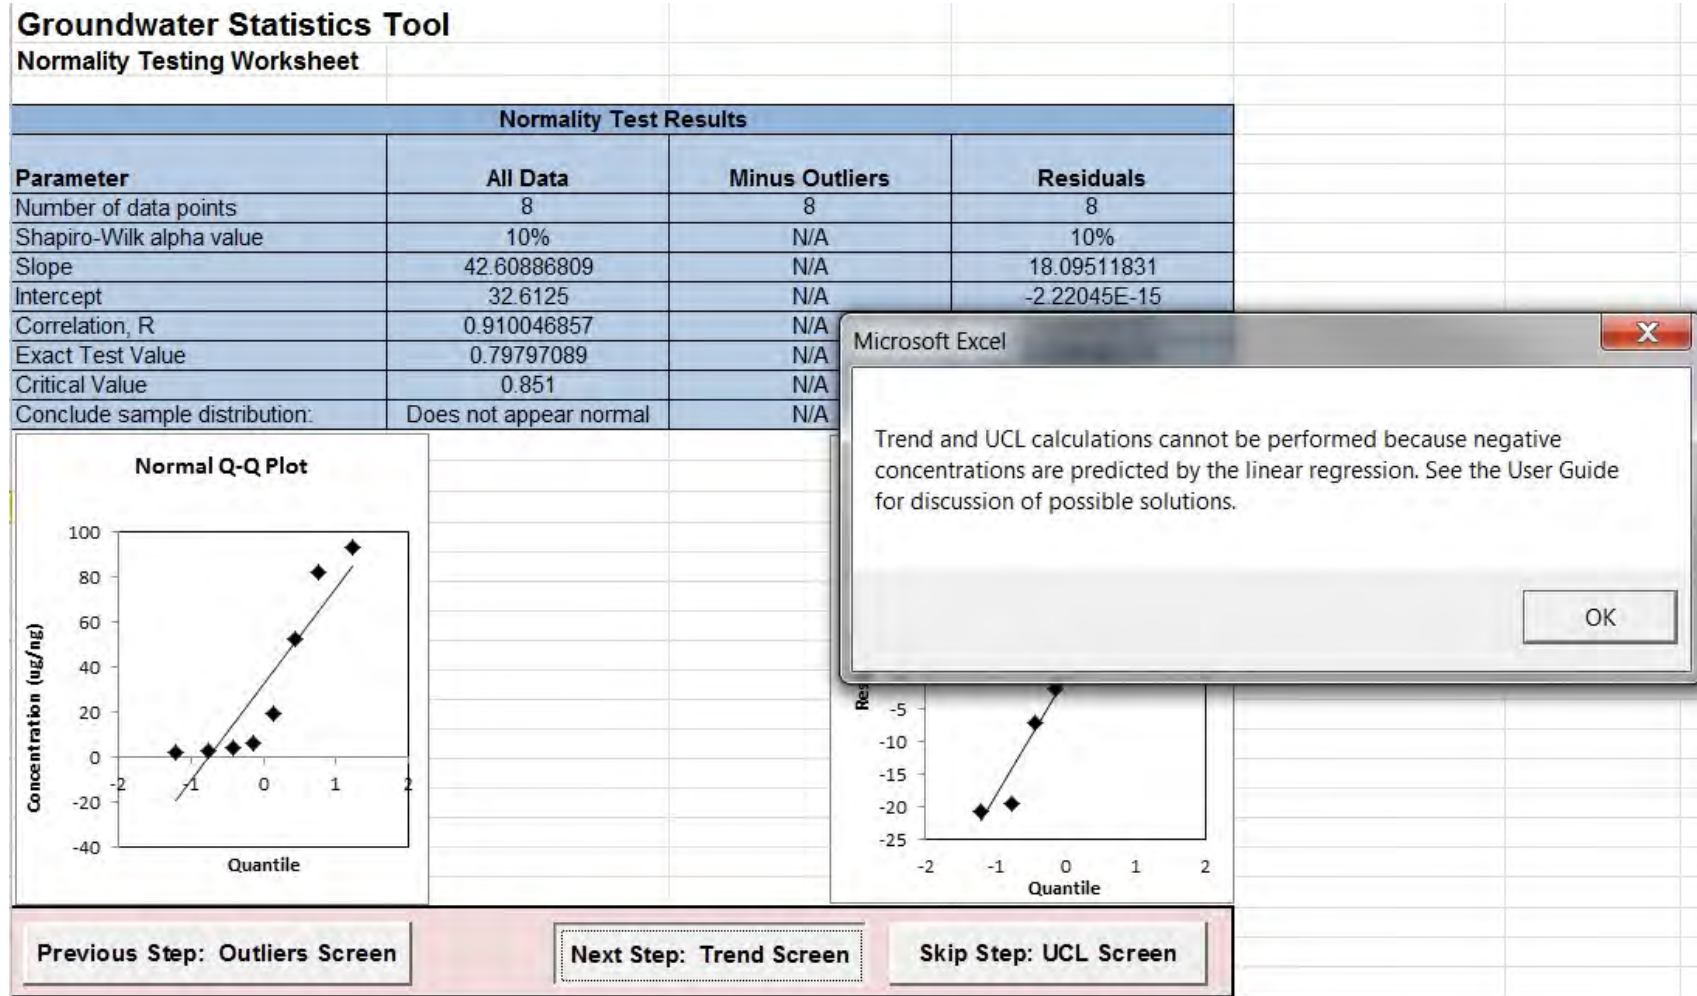 Groundwater Statistics Tool
Normality Testing Worksheet
Normality Test Results
Parameter All Data Minus Outliers Residuals
Number of data points 8 8 8
Shapiro-Wilk alpha value 10% N/A 10%
Slope 42.60886809 N/A 18.09511831
Intercept 32.6125 N/A -2.22045E-15
Correlation, R 0.910046857 N/A
Exact Test Value 0.79797089 N/A
Critical Value 0.851 N/A
Conclude sample distribution: Does not appear normal N/A
Microsoft Excel
X
Trend and UCL calculations cannot be performed because negative
concentrations are predicted by the linear regression. See the User Guide
for discussion of possible solutions.
OK
Normal Q-Q Plot
Concentration (ug/ng)
100
80
60
40
20
0
-20
-40
-2 -1 0 1 2
Quantile
Res
-5
-10
-15
-20
-25
-2 -1 0 1 2
Quantile
Previous Step: Outliers Screen
Next Step: Trend Screen
Skip Step: UCL Screen